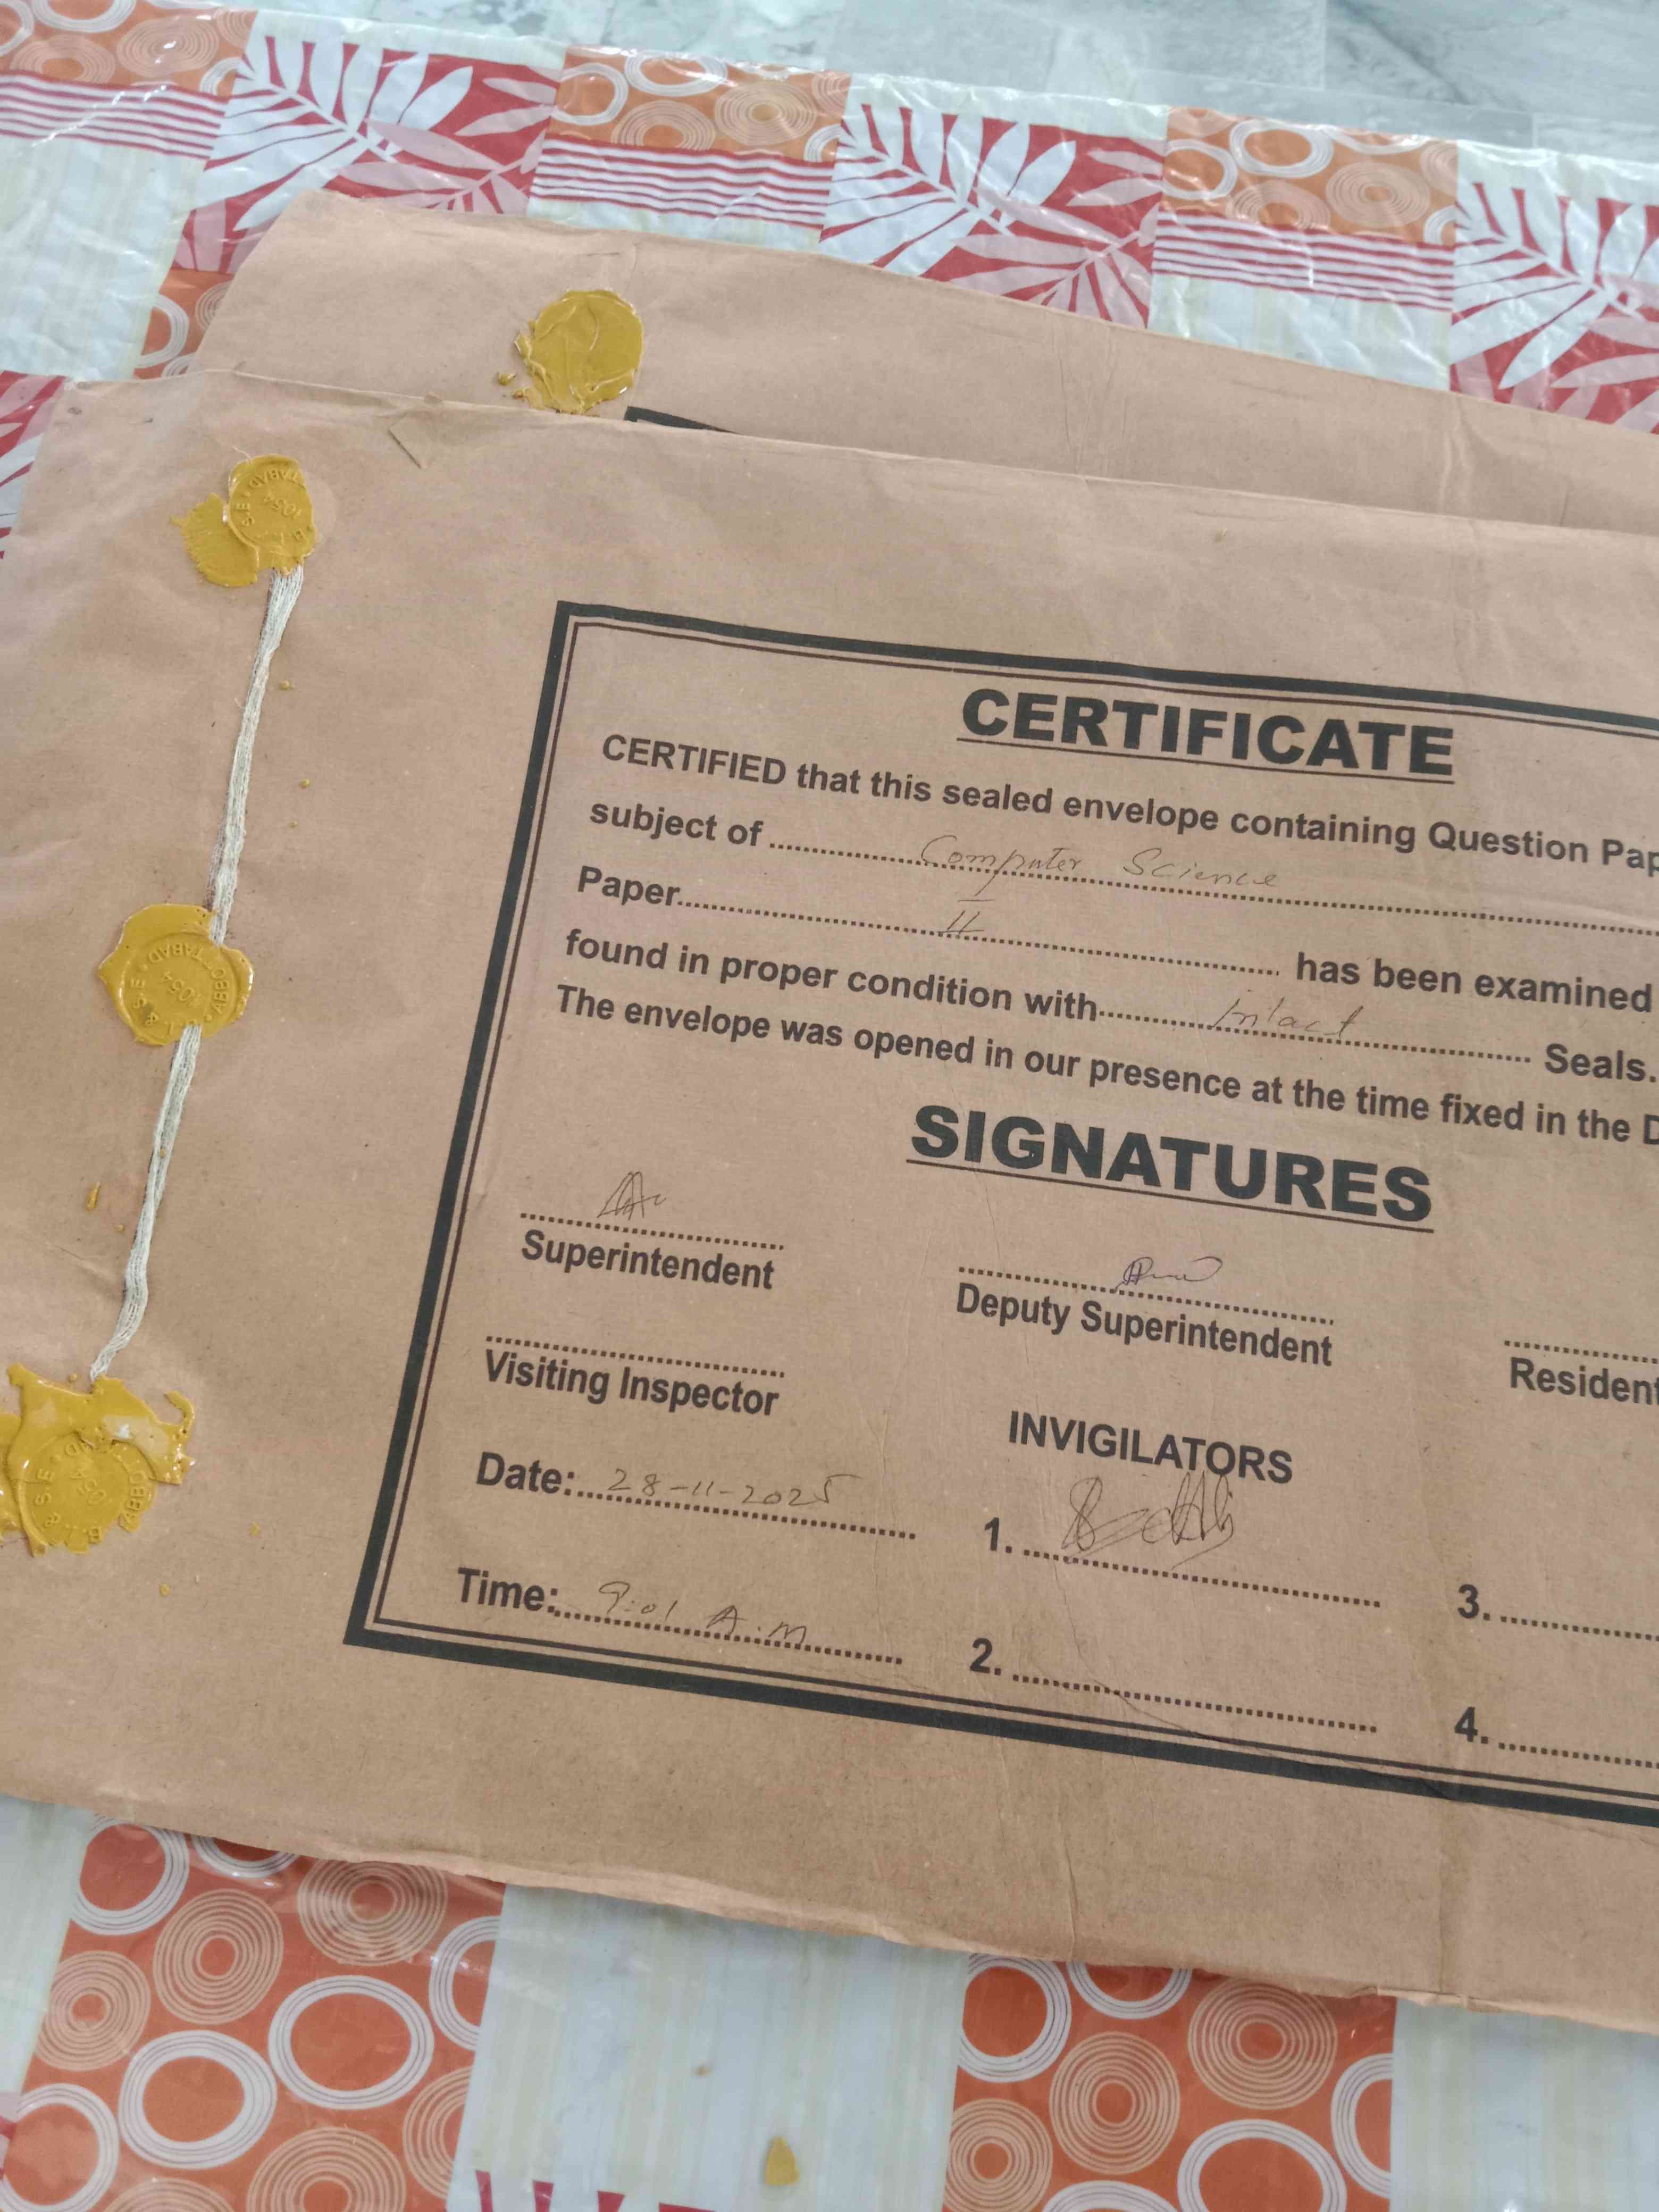 CERTIFICATE
CERTIFIED that this sealed envelope containing Question Pap
subject of Computer Science
Paper II has been examined
found in proper condition with intact Seals.
The envelope was opened in our presence at the time fixed in the D
SIGNATURES
Superintendent
Deputy Superintendent
Resident
Visiting Inspector
INVIGILATORS
Date: 28-11-2025
1.
3.
Time: 9:01 A.M
2.
4.
B.I. & S.E ABBOTTABAD
1054